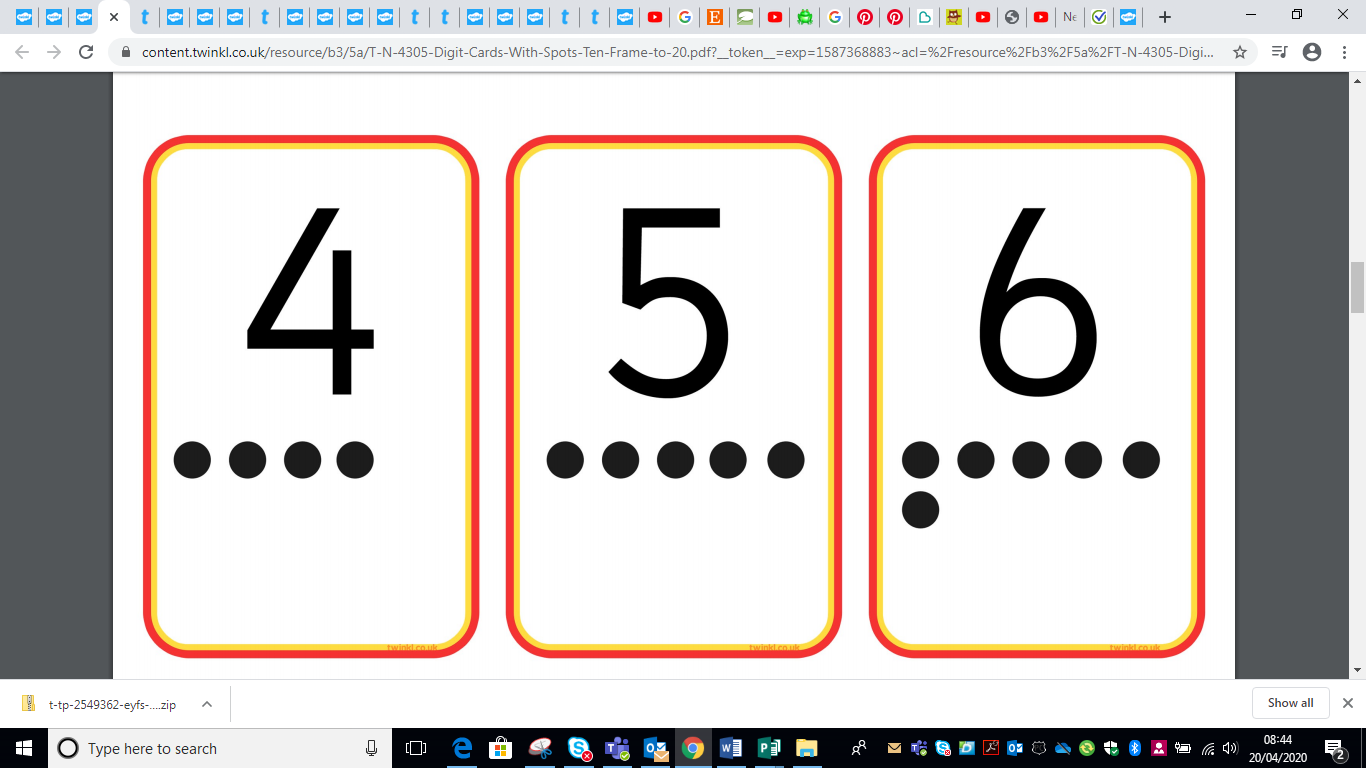 content.twinkl.co.uk/resource/b3/5a/T-N-4305-Digit-Cards-With-Spots-Ten-Frame-to-20.pdf?__token__=exp=1587368883~acl=%2Fresource%2Fb3%2F5a%2FT-N-4305-Digi...
4 5 6
twinkl.co.uk twinkl.co.uk twinkl.co.uk
t-tp-2549362-eyfs-....zip Show all
Type here to search
08:44
20/04/2020
2